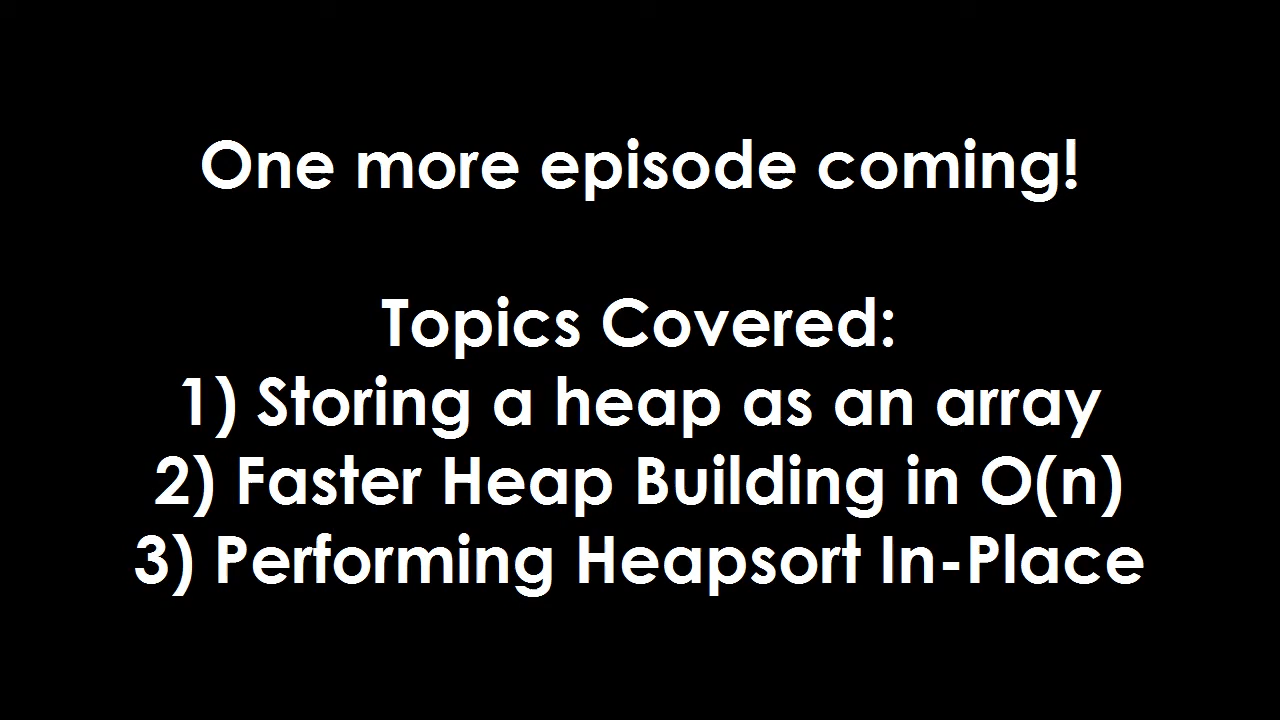 One more episode coming!
Topics Covered:
1) Storing a heap as an array
2) Faster Heap Building in O(n)
3) Performing Heapsort In-Place